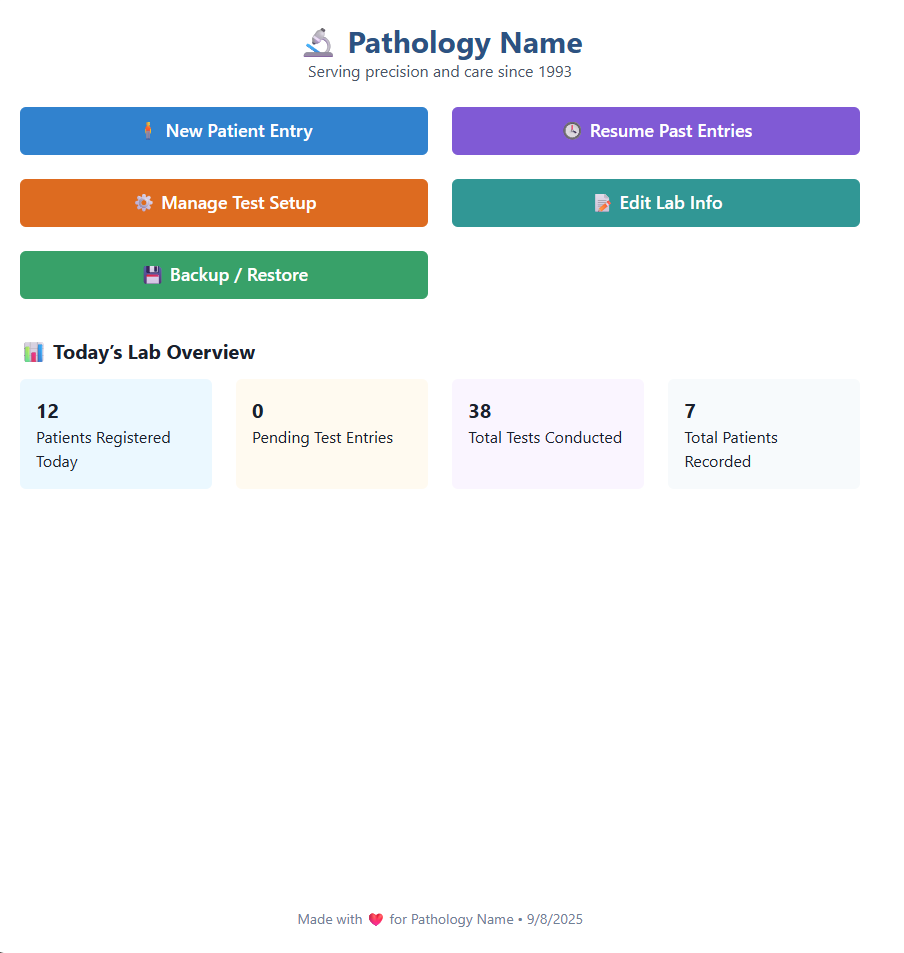 Pathology Name
Serving precision and care since 1993
New Patient Entry
Resume Past Entries
Manage Test Setup
Edit Lab Info
Backup / Restore
Today’s Lab Overview
12
Patients Registered
Today
0
Pending Test Entries
38
Total Tests Conducted
7
Total Patients
Recorded
Made with ❤️ for Pathology Name • 9/8/2025